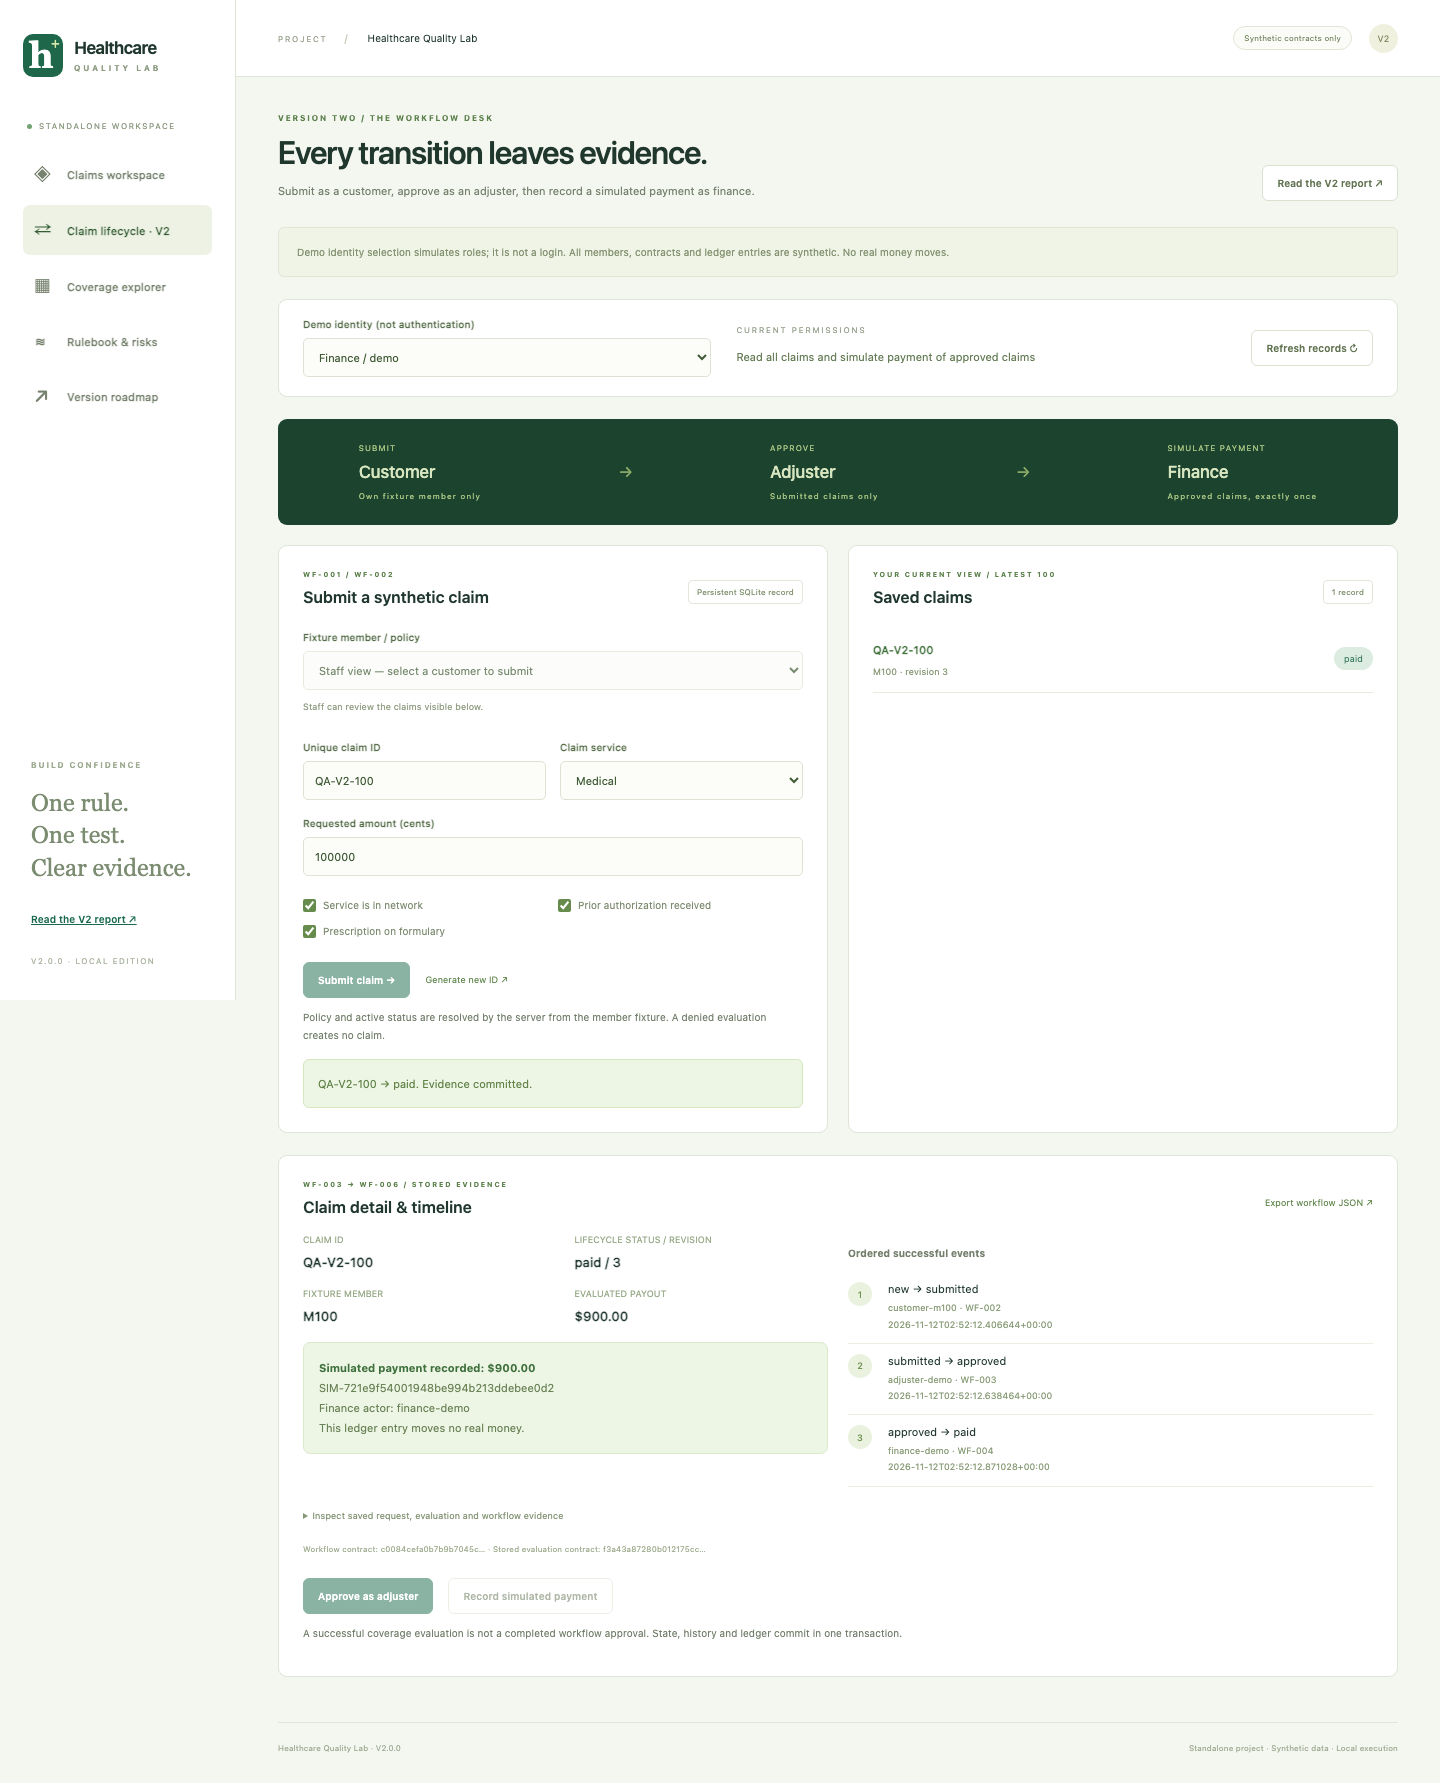 Healthcare
QUALITY LAB
STANDALONE WORKSPACE
Claims workspace
Claim lifecycle · V2
Coverage explorer
Rulebook & risks
Version roadmap
BUILD CONFIDENCE
One rule.
One test.
Clear evidence.
Read the V2 report ↗
V2.0.0 · LOCAL EDITION
PROJECT / Healthcare Quality Lab
Synthetic contracts only
V2
VERSION TWO / THE WORKFLOW DESK
Every transition leaves evidence.
Submit as a customer, approve as an adjuster, then record a simulated payment as finance.
Read the V2 report ↗
Demo identity selection simulates roles; it is not a login. All members, contracts and ledger entries are synthetic. No real money moves.
Demo identity (not authentication)
Finance / demo
CURRENT PERMISSIONS
Read all claims and simulate payment of approved claims
Refresh records ↻
SUBMIT
Customer
Own fixture member only
→
APPROVE
Adjuster
Submitted claims only
→
SIMULATE PAYMENT
Finance
Approved claims, exactly once
WF-001 / WF-002
Submit a synthetic claim
Persistent SQLite record
Fixture member / policy
Staff view — select a customer to submit
Staff can review the claims visible below.
Unique claim ID
QA-V2-100
Claim service
Medical
Requested amount (cents)
100000
Service is in network
Prior authorization received
Prescription on formulary
Submit claim →
Generate new ID ↗
Policy and active status are resolved by the server from the member fixture. A denied evaluation
creates no claim.
QA-V2-100 → paid. Evidence committed.
YOUR CURRENT VIEW / LATEST 100
Saved claims
1 record
QA-V2-100
M100 · revision 3
paid
WF-003 → WF-006 / STORED EVIDENCE
Claim detail & timeline
Export workflow JSON ↗
CLAIM ID
QA-V2-100
LIFECYCLE STATUS / REVISION
paid / 3
FIXTURE MEMBER
M100
EVALUATED PAYOUT
$900.00
Simulated payment recorded: $900.00
SIM-721e9f54001948be994b213ddebee0d2
Finance actor: finance-demo
This ledger entry moves no real money.
Ordered successful events
1
new → submitted
customer-m100 · WF-002
2026-11-12T02:52:12.406644+00:00
2
submitted → approved
adjuster-demo · WF-003
2026-11-12T02:52:12.638464+00:00
3
approved → paid
finance-demo · WF-004
2026-11-12T02:52:12.871028+00:00
Inspect saved request, evaluation and workflow evidence
Workflow contract: c0084cefa0b7b9b7045c… · Stored evaluation contract: f3a43a87280b012175cc…
Approve as adjuster
Record simulated payment
A successful coverage evaluation is not a completed workflow approval. State, history and ledger commit in one transaction.
Healthcare Quality Lab · V2.0.0
Standalone project · Synthetic data · Local execution